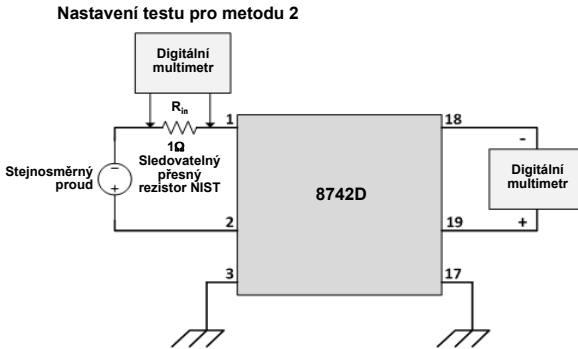 Nastavení testu pro metodu 2
Digitální
multimetr
R_in
1Ω
Sledovatelný
přesný
rezistor NIST
Stejnosměrný
proud
−
+
1
2
3
8742D
18
19
17
-
Digitální
multimetr
+